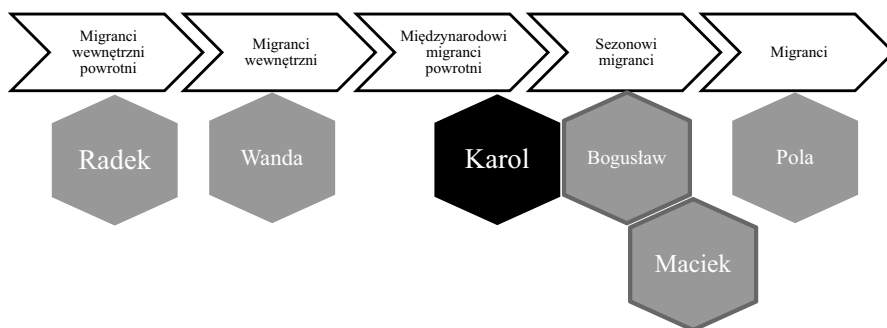 Migranci
wewnętrzni
powrotni
Migranci
wewnętrzni
Międzynarodowi
migranci
powrotni
Sezonowi
migranci
Migranci
Radek
Wanda
Karol
Bogusław
Pola
Maciek